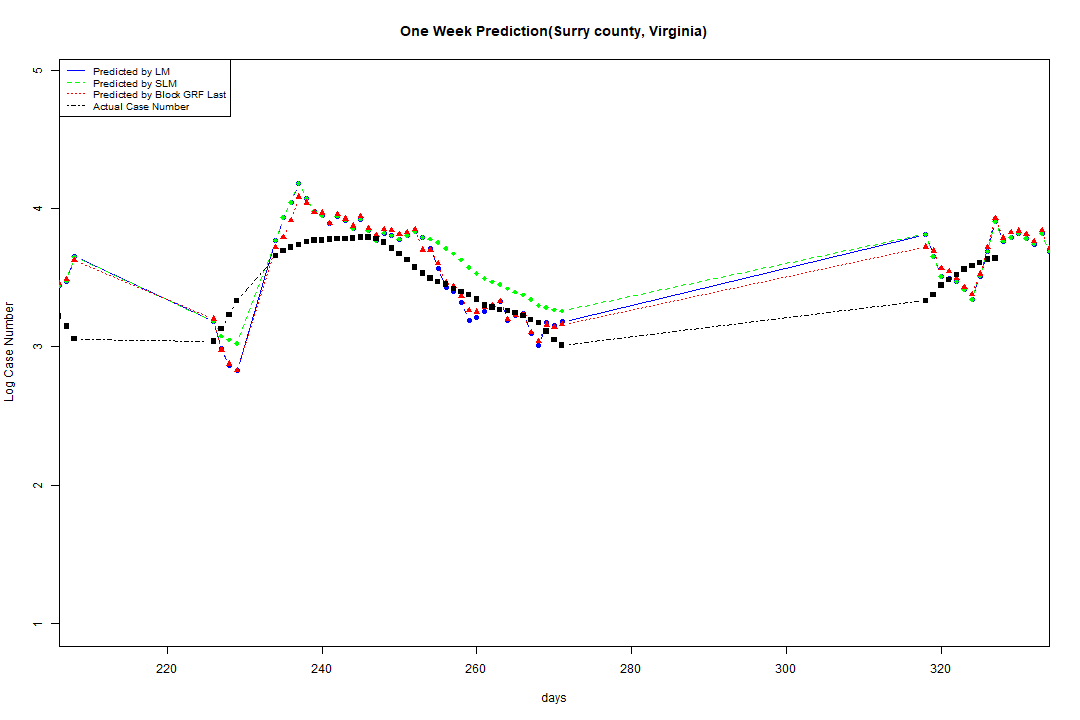 One Week Prediction(Surry county, Virginia)
Predicted by LM
Predicted by SLM
Predicted by Block GRF Last
Actual Case Number
5
4
3
2
1
Log Case Number
220 240 260 280 300 320
days